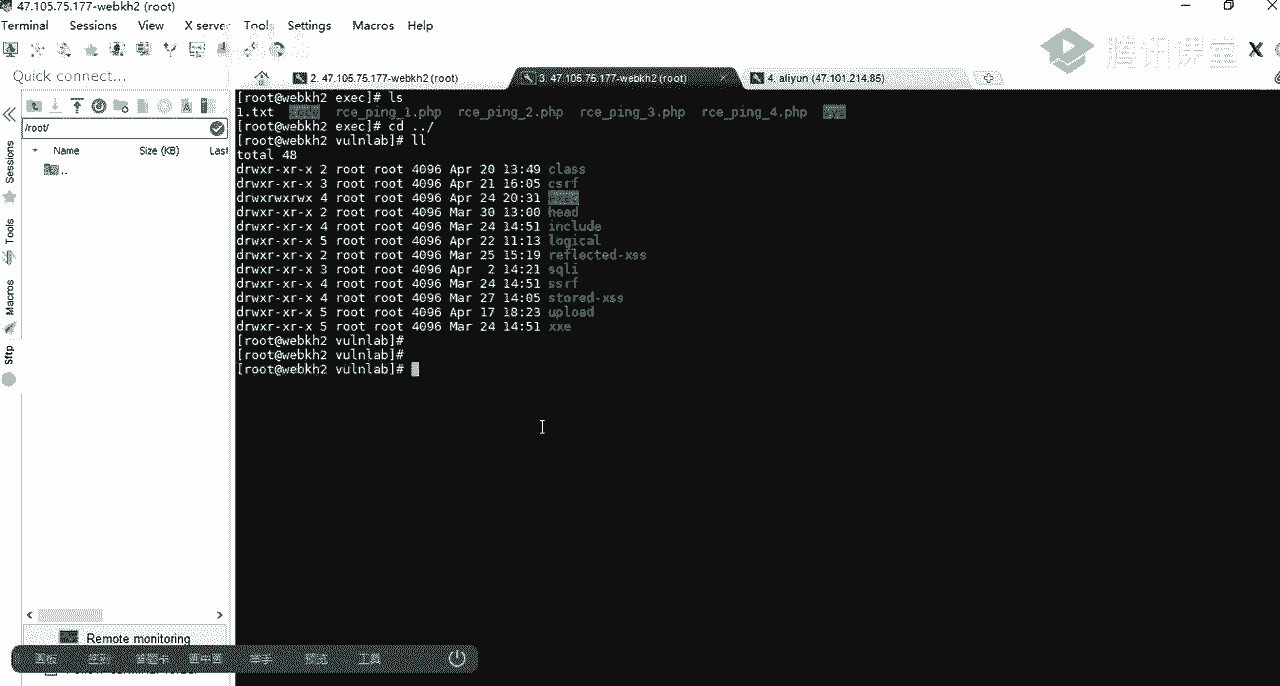 47.105.75.177-webkh2 (root)
Terminal Sessions View X server Tools Settings Macros Help
腾讯课堂
Quick connect...
2. 47.105.75.177-webkh2 (root)
3. 47.105.75.177-webkh2 (root)
4. aliyun (47.101.214.85)
/root/
Name Size (KB) Last
..
Sessions
Tools
Macros
Sftp
[root@webkh2 exec]# ls
1.txt rce_ping_1.php rce_ping_2.php rce_ping_3.php rce_ping_4.php
[root@webkh2 exec]# cd ../
[root@webkh2 vulnlab]# ll
total 48
drwxr-xr-x 2 root root 4096 Apr 20 13:49 class
drwxr-xr-x 3 root root 4096 Apr 21 16:05 csrf
drwxrwxrwx 4 root root 4096 Apr 24 20:31 exec
drwxr-xr-x 2 root root 4096 Mar 30 13:00 head
drwxr-xr-x 4 root root 4096 Mar 24 14:51 include
drwxr-xr-x 5 root root 4096 Apr 22 11:13 logical
drwxr-xr-x 2 root root 4096 Mar 25 15:19 reflected-xss
drwxr-xr-x 3 root root 4096 Apr 2 14:21 sqli
drwxr-xr-x 4 root root 4096 Mar 24 14:51 ssrf
drwxr-xr-x 4 root root 4096 Mar 27 14:05 stored-xss
drwxr-xr-x 5 root root 4096 Apr 17 18:23 upload
drwxr-xr-x 5 root root 4096 Mar 24 14:51 xxe
[root@webkh2 vulnlab]#
[root@webkh2 vulnlab]#
[root@webkh2 vulnlab]#
Remote monitoring
画板 签到 答题卡 画中画 举手 预览 工具